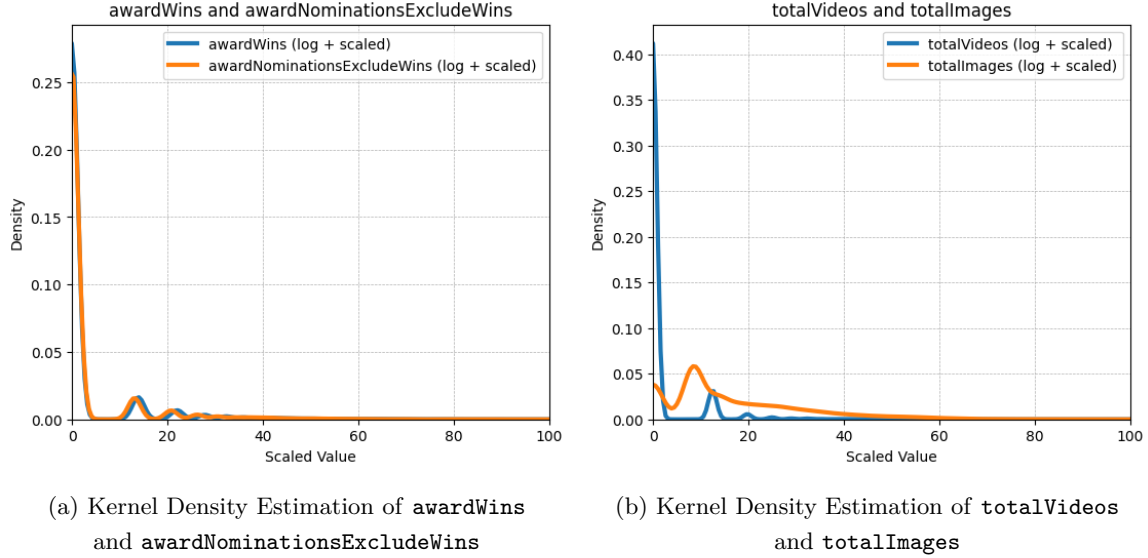 awardWins and awardNominationsExcludeWins
awardWins (log + scaled)
awardNominationsExcludeWins (log + scaled)
Density
0.25
0.20
0.15
0.10
0.05
0.00
0 20 40 60 80 100
Scaled Value
(a) Kernel Density Estimation of awardWins
and awardNominationsExcludeWins
totalVideos and totalImages
totalVideos (log + scaled)
totalImages (log + scaled)
Density
0.40
0.35
0.30
0.25
0.20
0.15
0.10
0.05
0.00
0 20 40 60 80 100
Scaled Value
(b) Kernel Density Estimation of totalVideos
and totalImages